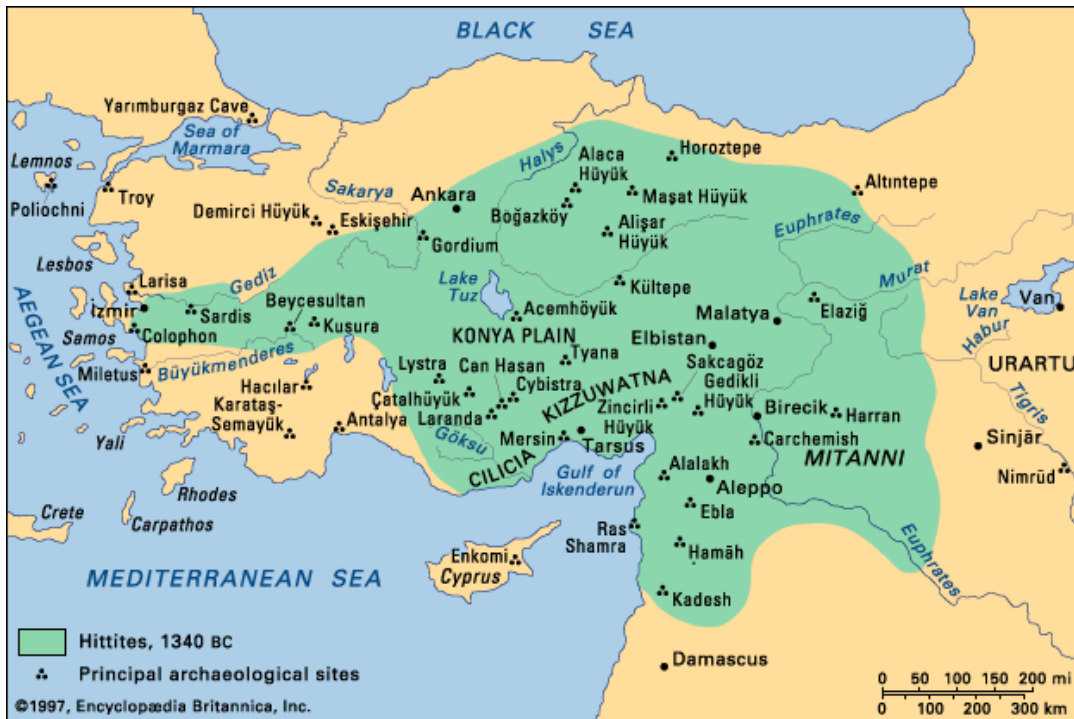 BLACK SEA
Yarımburgaz Cave
Sea of
Marmara
Lemnos
Poliochni
Troy
Halys
Alaca
Hüyük
Horoztepe
Sakarya
Ankara
Maşat Hüyük
Altıntepe
Demirci Hüyük
Eskişehir
Boğazköy
Alişar
Hüyük
Euphrates
Gordium
Lesbos
Larisa
Gediz
Lake
Tuz
Kültepe
Murat
AEGEAN SEA
İzmir
Sardis
Beycesultan
Acemhöyük
Malatya
Elaziğ
Lake
Van
Van
Samos
Colophon
Kusura
KONYA PLAIN
Elbistan
Habur
Miletus
Büyükmenderes
Lystra
Can Hasan
Tyana
Sakcagöz
URARTU
Hacılar
Cybistra
KIZZUWATNA
Gedikli
Hüyük
Çatalhüyük
Karataş-
Semayük
Laranda
Zincirli
Hüyük
Birecik
Harran
Tigris
Yali
Antalya
Göksu
Mersin
Tarsus
Carchemish
Sinjār
CILICIA
MITANNI
Nimrūd
Rhodes
Gulf of
Iskenderun
Alalakh
Aleppo
Crete
Carpathos
Ebla
Ras
Shamra
Euphrates
Enkomi
Cyprus
Ḥamāh
MEDITERRANEAN SEA
Kadesh
Hittites, 1340 BC
Damascus
Principal archaeological sites
0 50 100 150 200 mi
0 100 200 300 km
©1997, Encyclopædia Britannica, Inc.